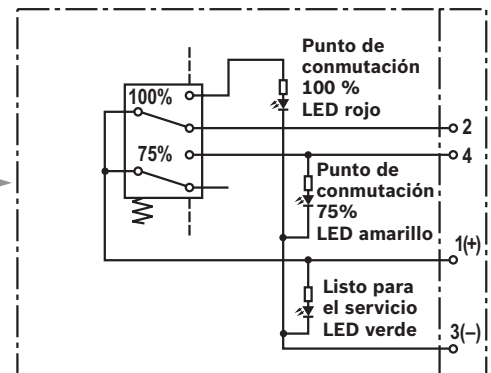 Punto de
conmutación
100 %
LED rojo
100%
2
75%
4
Punto de
conmutación
75%
LED amarillo
1(+)
Listo para
el servicio
LED verde
3(–)